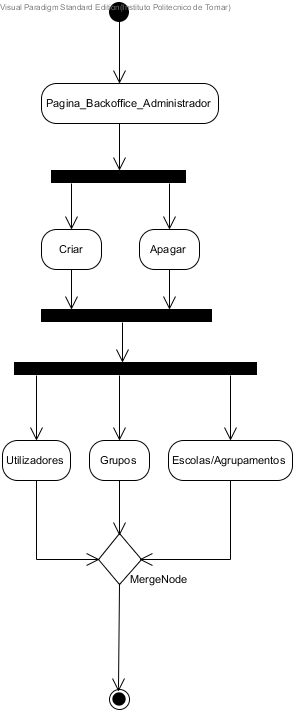 Visual Paradigm Standard Edition(Instituto Politecnico de Tomar)
Pagina_Backoffice_Administrador
Criar
Apagar
Utilizadores
Grupos
Escolas/Agrupamentos
MergeNode